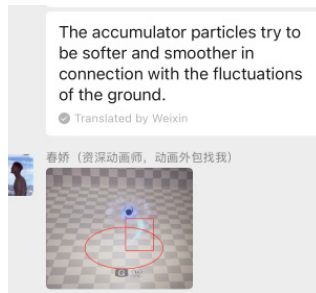 The accumulator particles try to
be softer and smoother in
connection with the fluctuations
of the ground.
Translated by Weixin
春娇（资深动画师，动画外包找我）
G